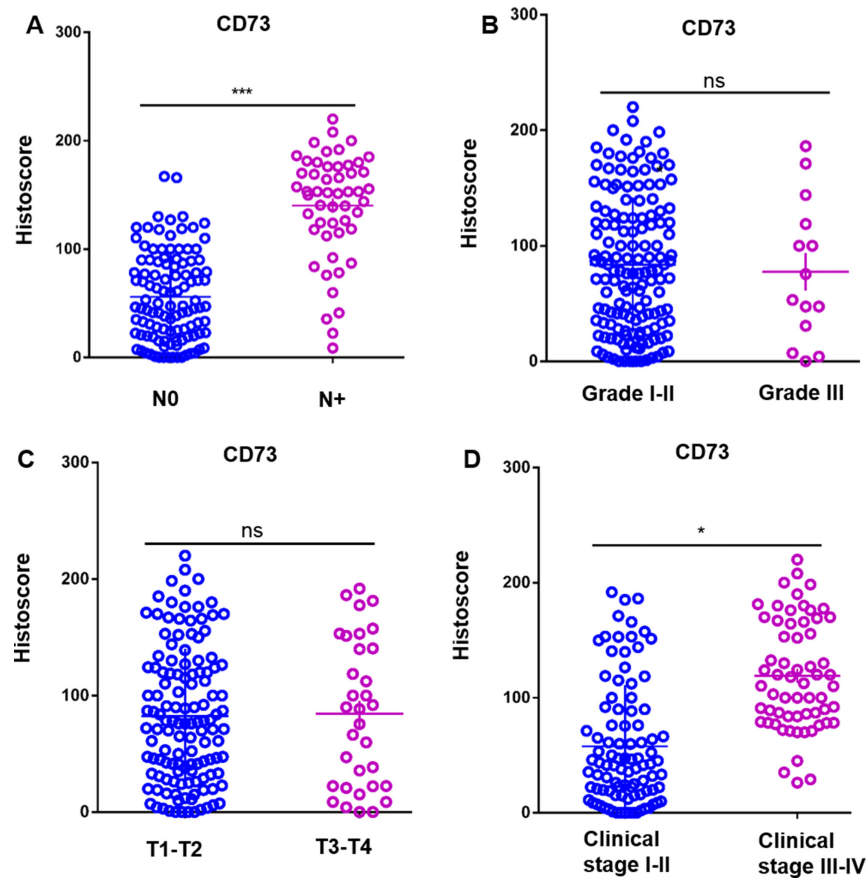 A
CD73
300
200
100
0
Histoscore
***
N0
N+
B
CD73
300
200
100
0
Histoscore
ns
Grade I-II
Grade III
C
CD73
300
200
100
0
Histoscore
ns
T1-T2
T3-T4
D
CD73
300
200
100
0
Histoscore
*
Clinical
stage I-II
Clinical
stage III-IV